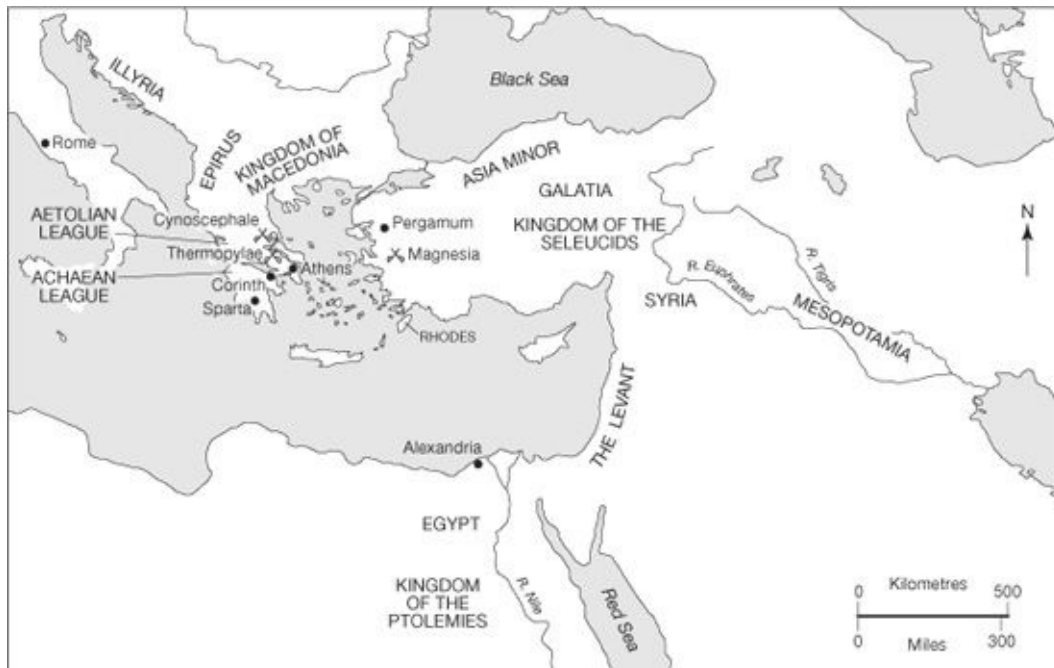 ILLYRIA
Black Sea
Rome
EPIRUS
KINGDOM OF
MACEDONIA
ASIA MINOR
GALATIA
AETOLIAN
LEAGUE
Cynoscephale
Pergamum
KINGDOM OF THE
SELEUCIDS
N
Thermopylae
Magnesia
ACHAEAN
LEAGUE
Athens
Corinth
Sparta
R. Euphrates
R. Tigris
SYRIA
MESOPOTAMIA
RHODES
THE LEVANT
Alexandria
EGYPT
KINGDOM
OF THE
PTOLEMIES
R. Nile
Red Sea
Kilometres
0 500
0 300
Miles